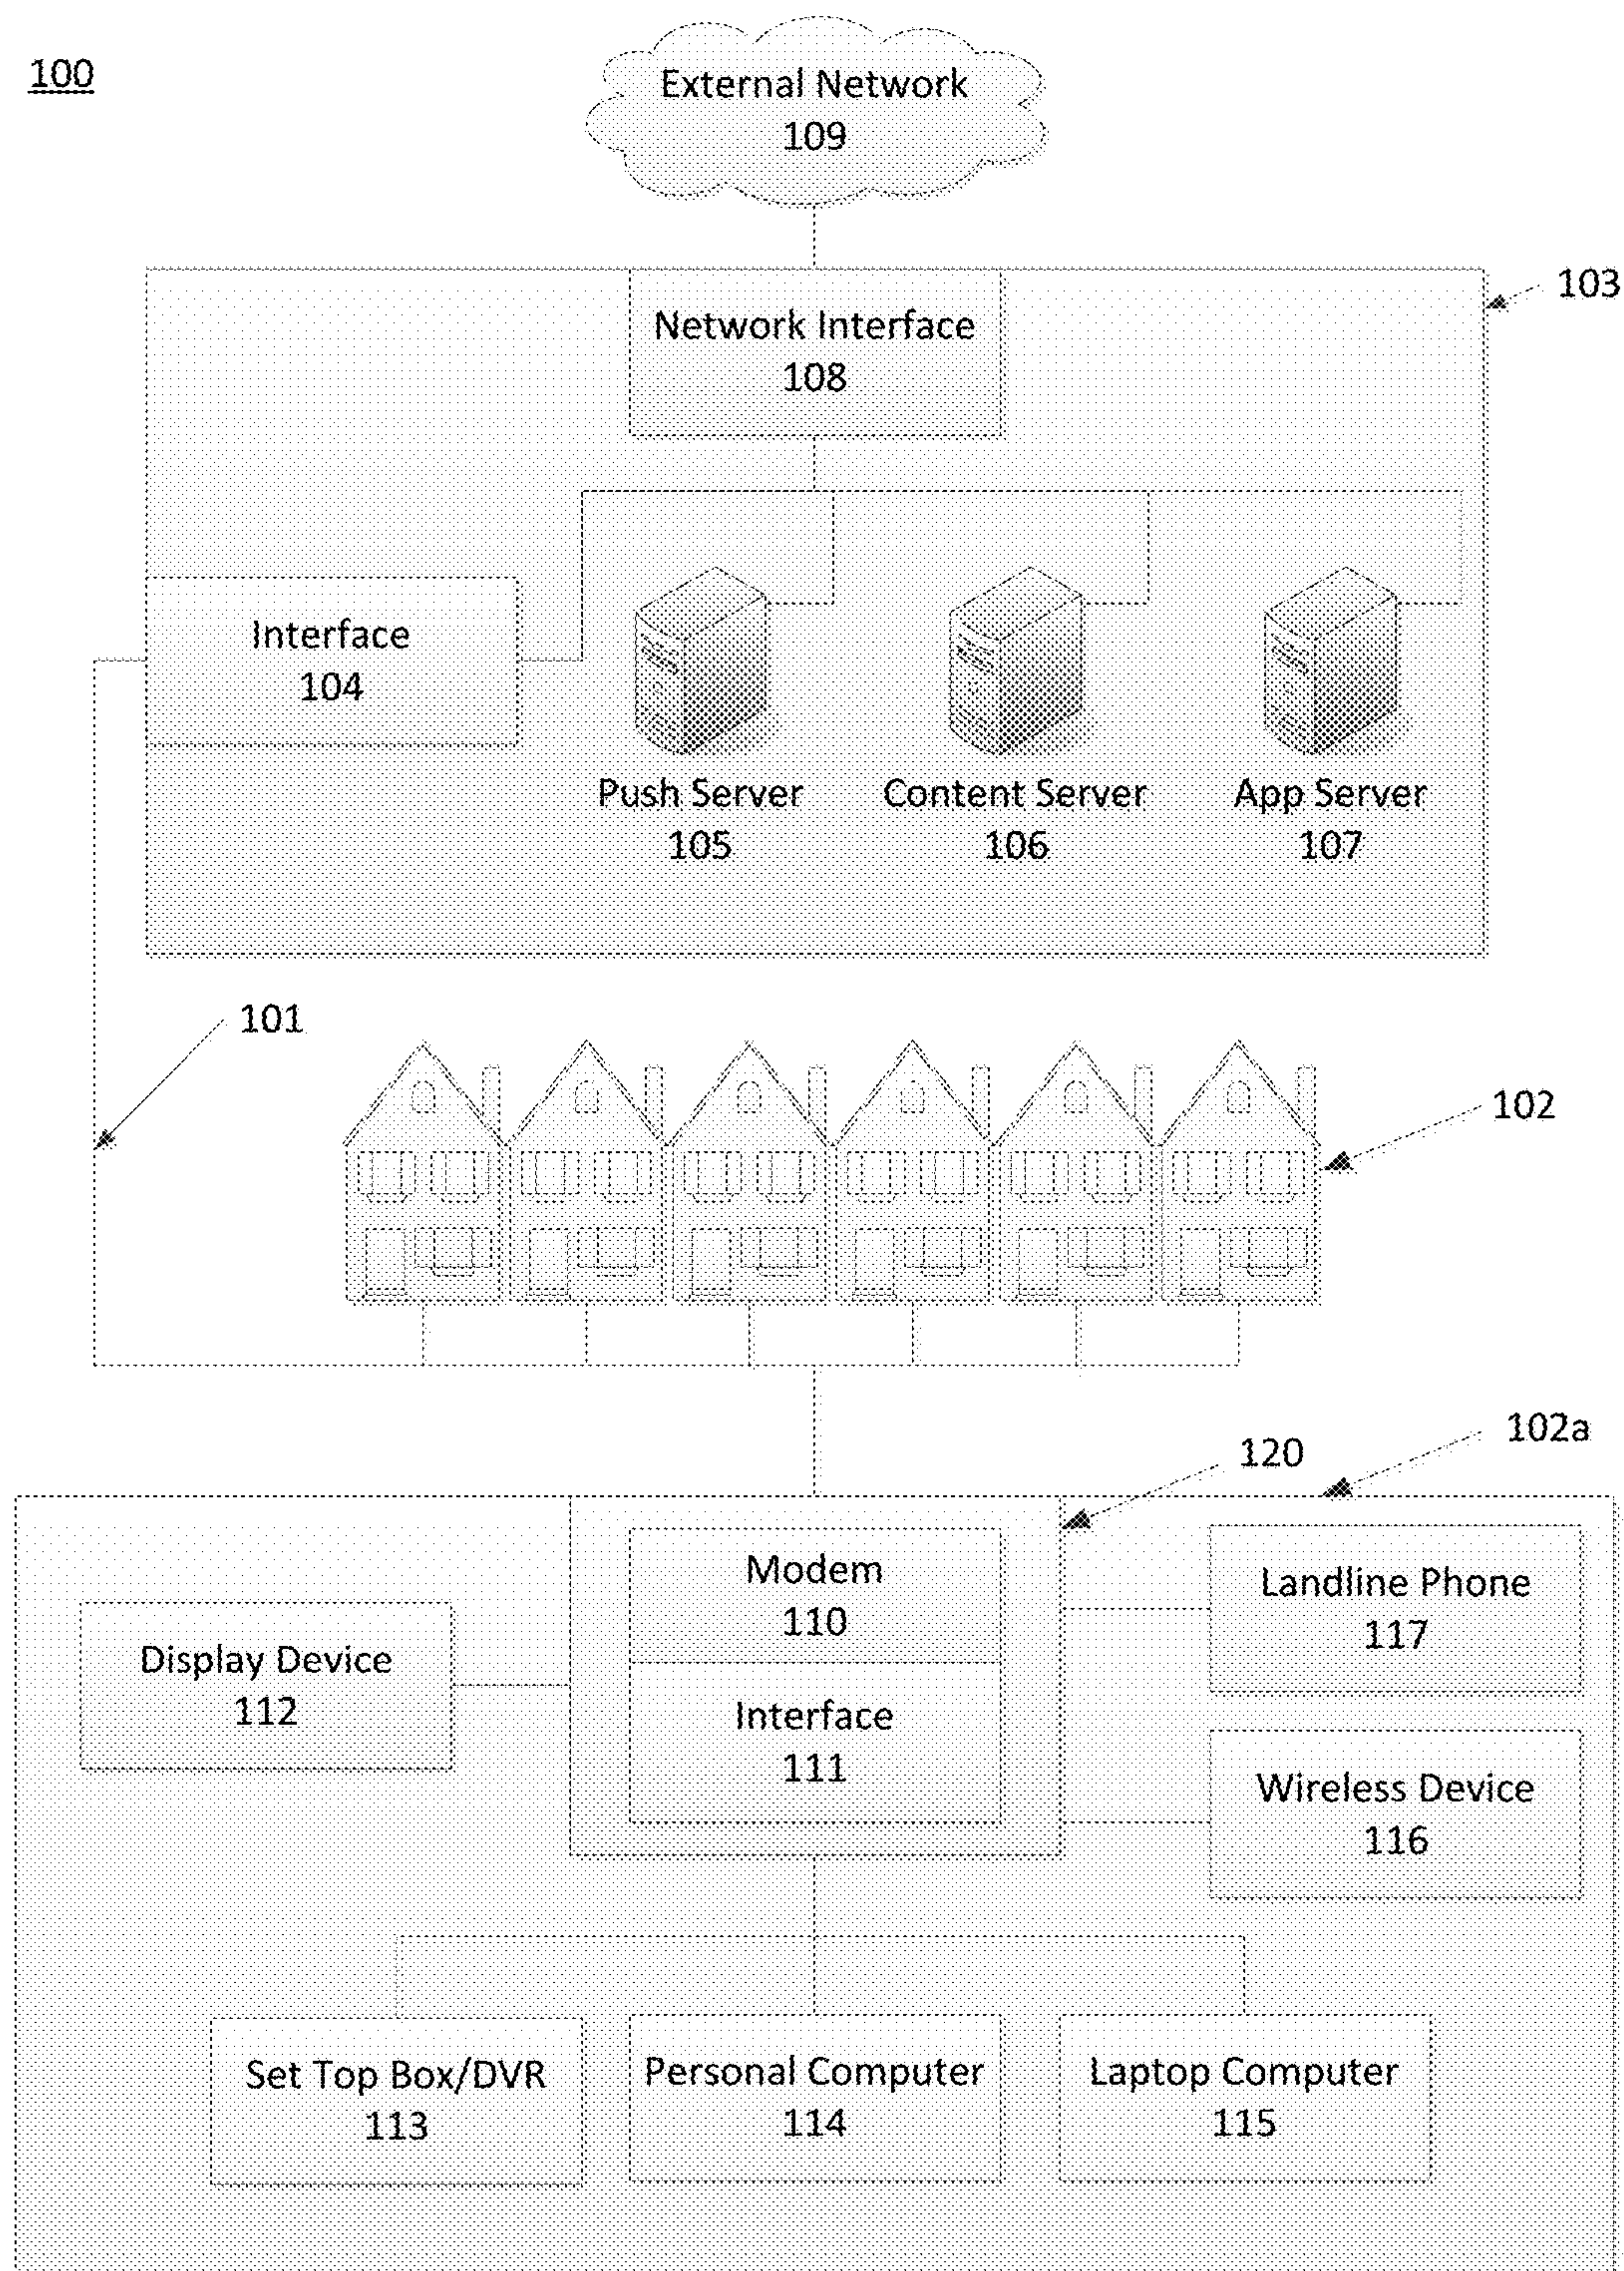 100
External Network
109
103
Network Interface
108
Interface
104
Push Server
105
Content Server
106
App Server
107
101
102
102a
120
Modem
110
Landline Phone
117
Display Device
112
Interface
111
Wireless Device
116
Set Top Box/DVR
113
Personal Computer
114
Laptop Computer
115